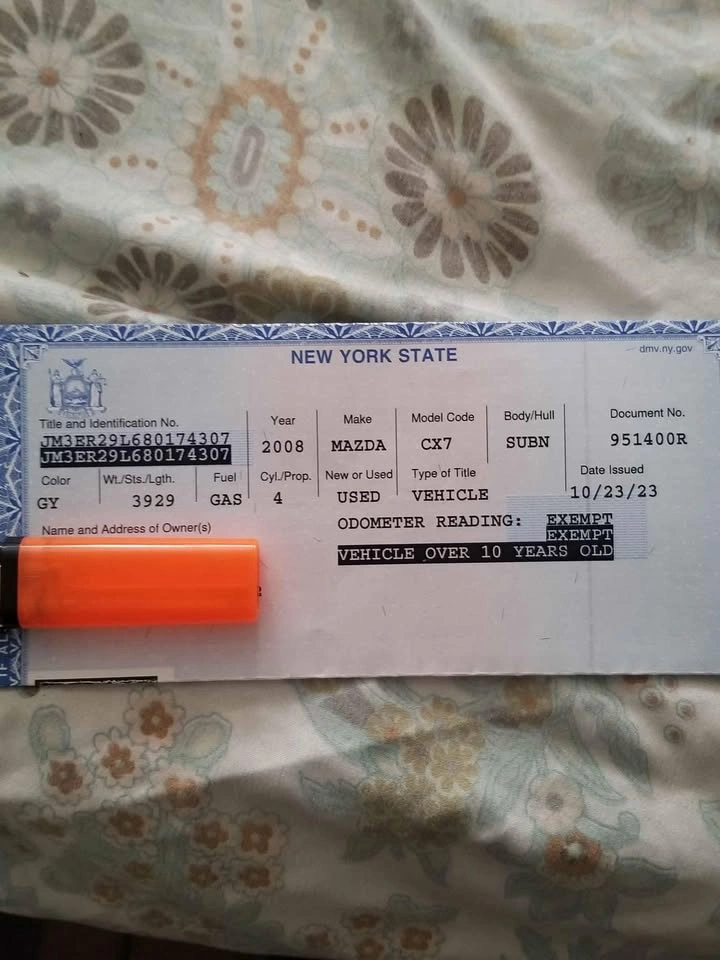 NEW YORK STATE
dmv.ny.gov
Title and Identification No. Year Make Model Code Body/Hull Document No.
JM3ER29L680174307
JM3ER29L680174307 2008 MAZDA CX7 SUBN 951400R
Color Wt./Sts./Lgth. Fuel Cyl./Prop. New or Used Type of Title Date Issued
GY 3929 GAS 4 USED VEHICLE 10/23/23
Name and Address of Owner(s)
ODOMETER READING: EXEMPT
EXEMPT
VEHICLE OVER 10 YEARS OLD
IF AL